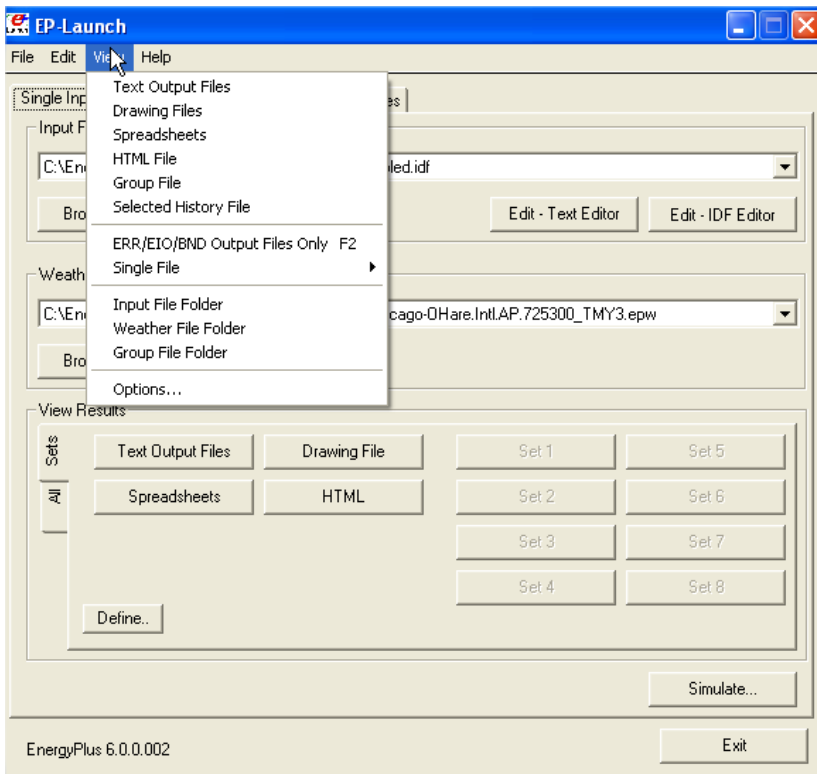 EP-Launch
File Edit View Help
Text Output Files
Drawing Files
Spreadsheets
HTML File
Group File
Selected History File
ERR/EIO/BND Output Files Only F2
Single File
Input File Folder
Weather File Folder
Group File Folder
Options...
Single Inp es
Input F
C:\Ene led.idf
Bro Edit - Text Editor Edit - IDF Editor
Weath
C:\Ene cago-OHare.Intl.AP.725300_TMY3.epw
Bro
View Results
Sets
All
Text Output Files Drawing File Set 1 Set 5
Spreadsheets HTML Set 2 Set 6
Set 3 Set 7
Set 4 Set 8
Define..
Simulate...
EnergyPlus 6.0.0.002 Exit